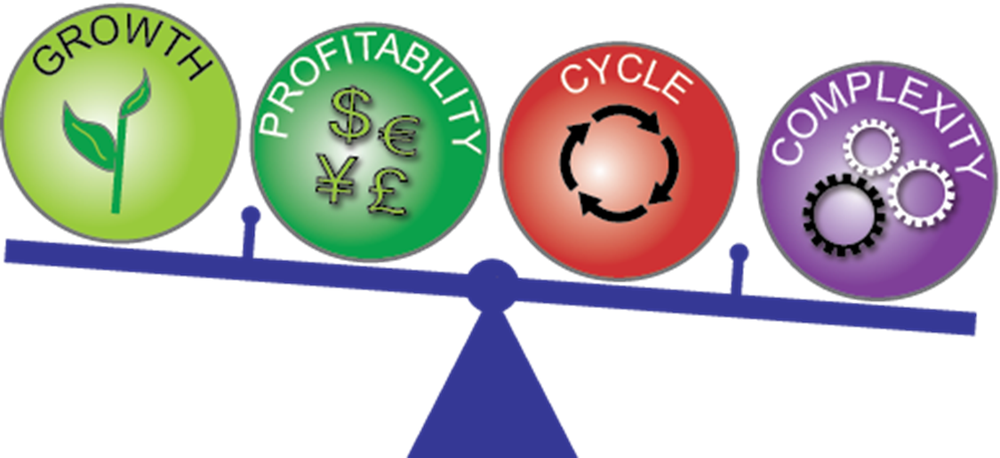 GROWTH
PROFITABILITY
$ €
¥ £
CYCLE
COMPLEXITY